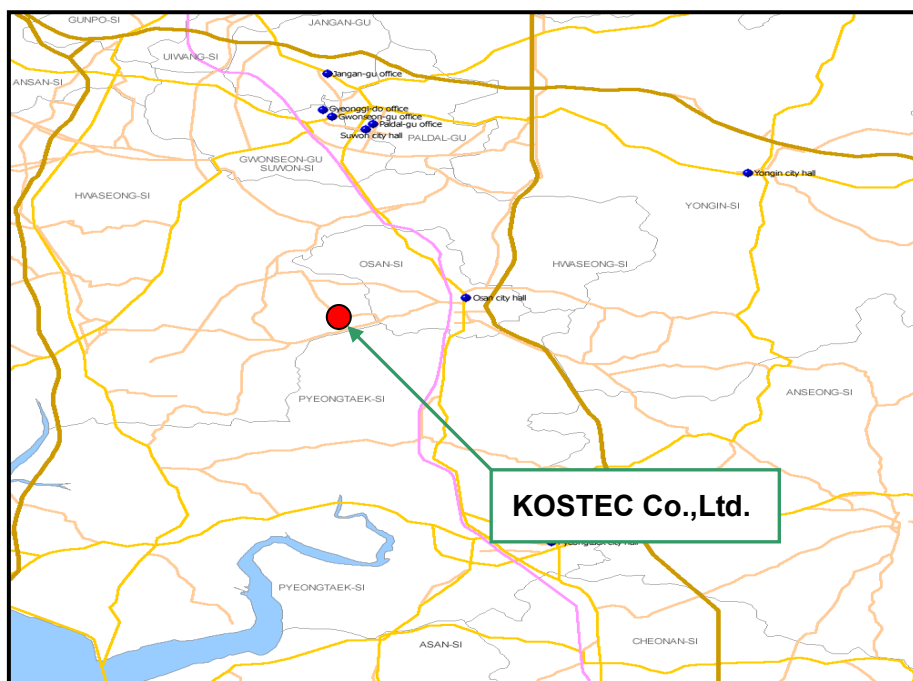 GUNPO-SI
JANGAN-GU
UIWANG-SI
ANSAN-SI
Jangan-gu office
Gyeonggi-do office
Gwonseon-gu office
Paldal-gu office
Suwon city hall
PALDAL-GU
GWONSEON-GU
SUWON-SI
Yongin city hall
HWASEONG-SI
YONGIN-SI
OSAN-SI
HWASEONG-SI
Osan city hall
ANSEONG-SI
PYEONGTAEK-SI
KOSTEC Co.,Ltd.
city hall
PYEONGTAEK-SI
ASAN-SI
CHEONAN-SI